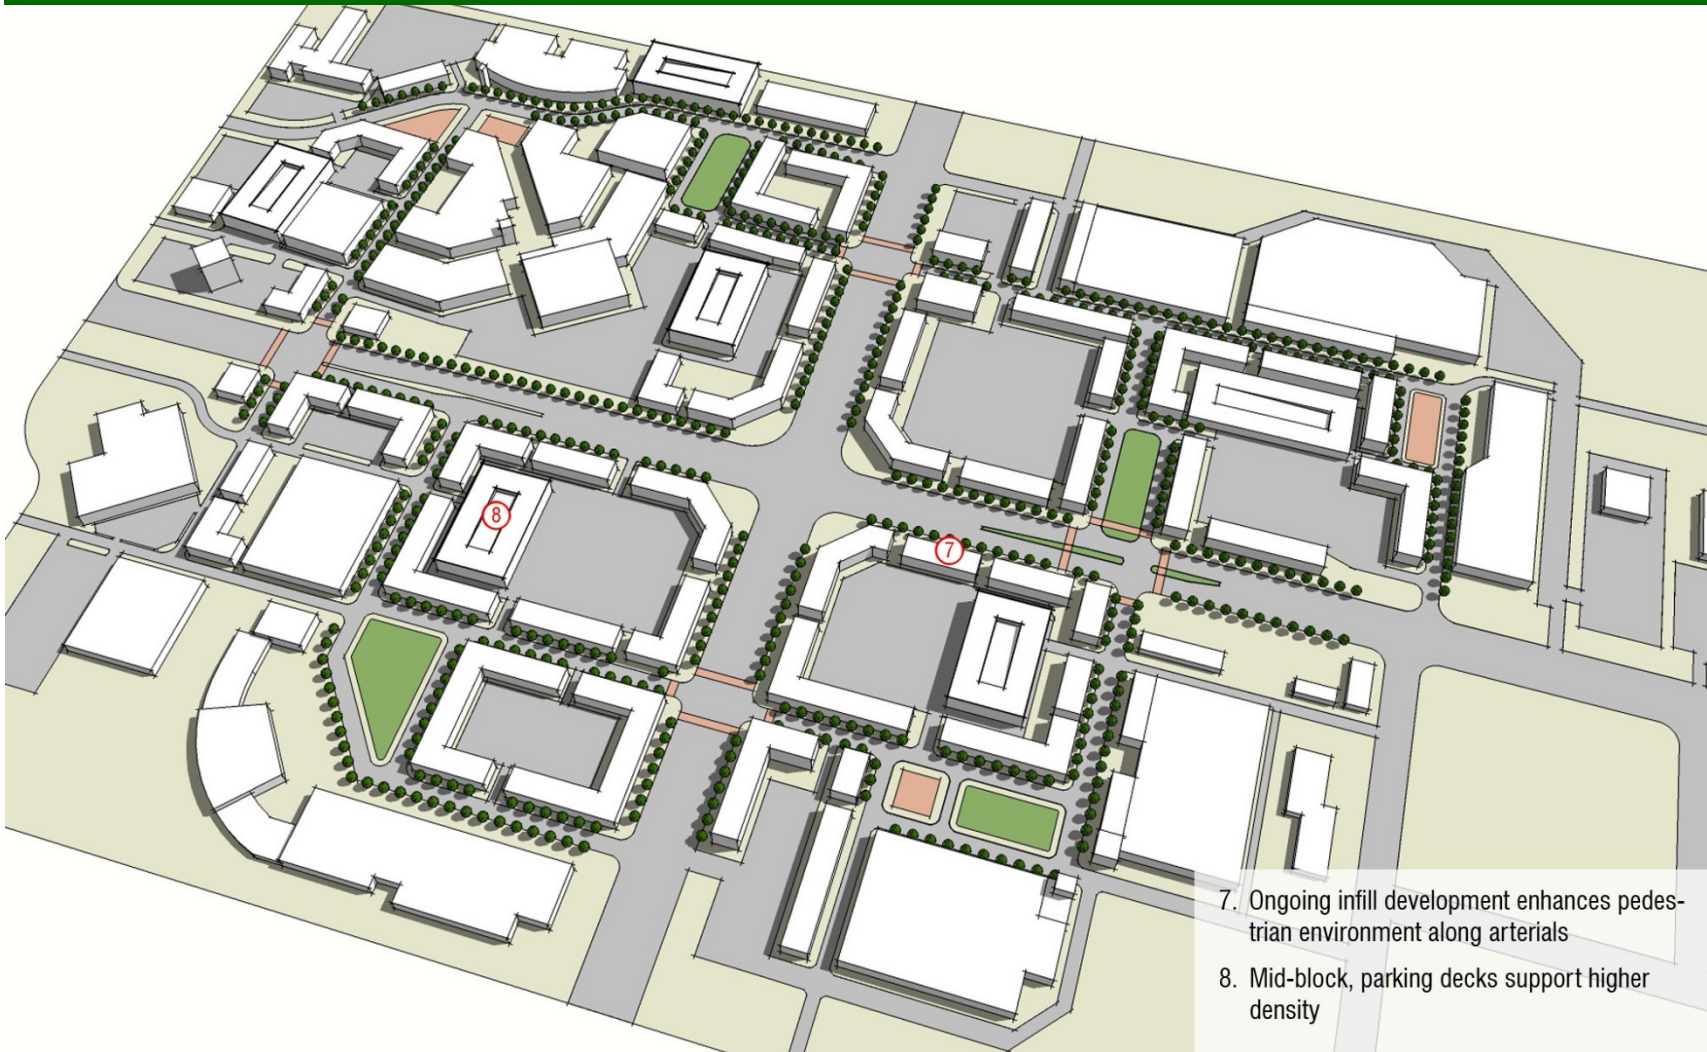 8
7
7. Ongoing infill development enhances pedes-
trian environment along arterials
8. Mid-block, parking decks support higher
density